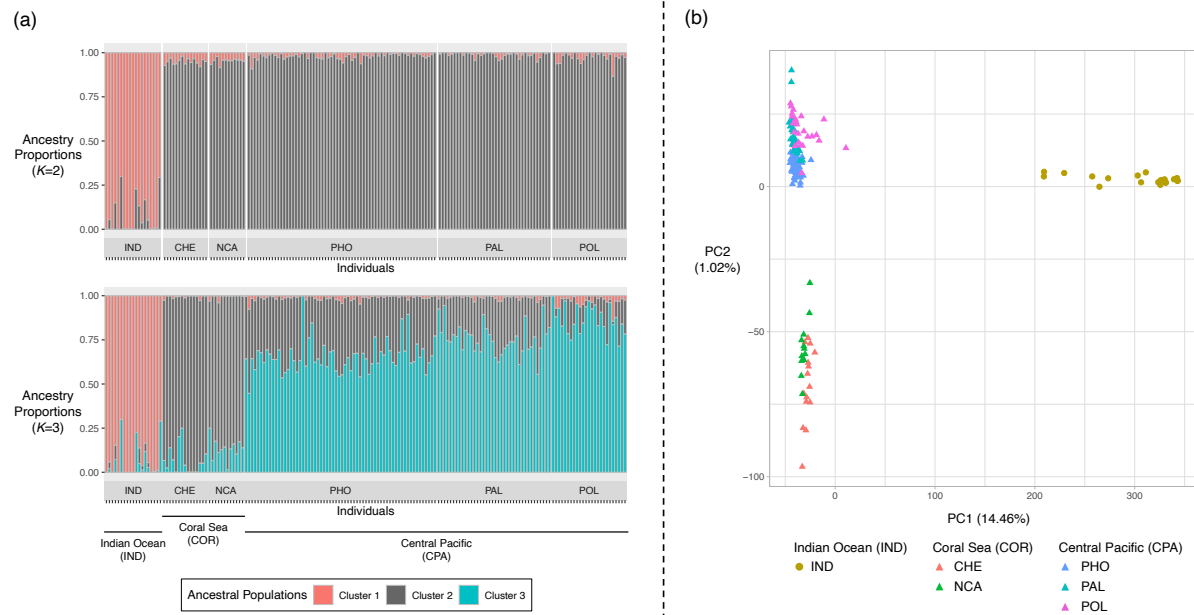 (a)
1.00
0.75
0.50
0.25
0.00
Ancestry
Proportions
(K=2)
IND CHE NCA PHO PAL POL
Individuals
1.00
0.75
0.50
0.25
0.00
Ancestry
Proportions
(K=3)
IND CHE NCA PHO PAL POL
Individuals
Indian Ocean
(IND)
Coral Sea
(COR)
Central Pacific
(CPA)
Ancestral Populations Cluster 1 Cluster 2 Cluster 3
(b)
0
−50
−100
PC2
(1.02%)
0 100 200 300
PC1 (14.46%)
Indian Ocean (IND)
IND
Coral Sea (COR)
CHE
NCA
Central Pacific (CPA)
PHO
PAL
POL